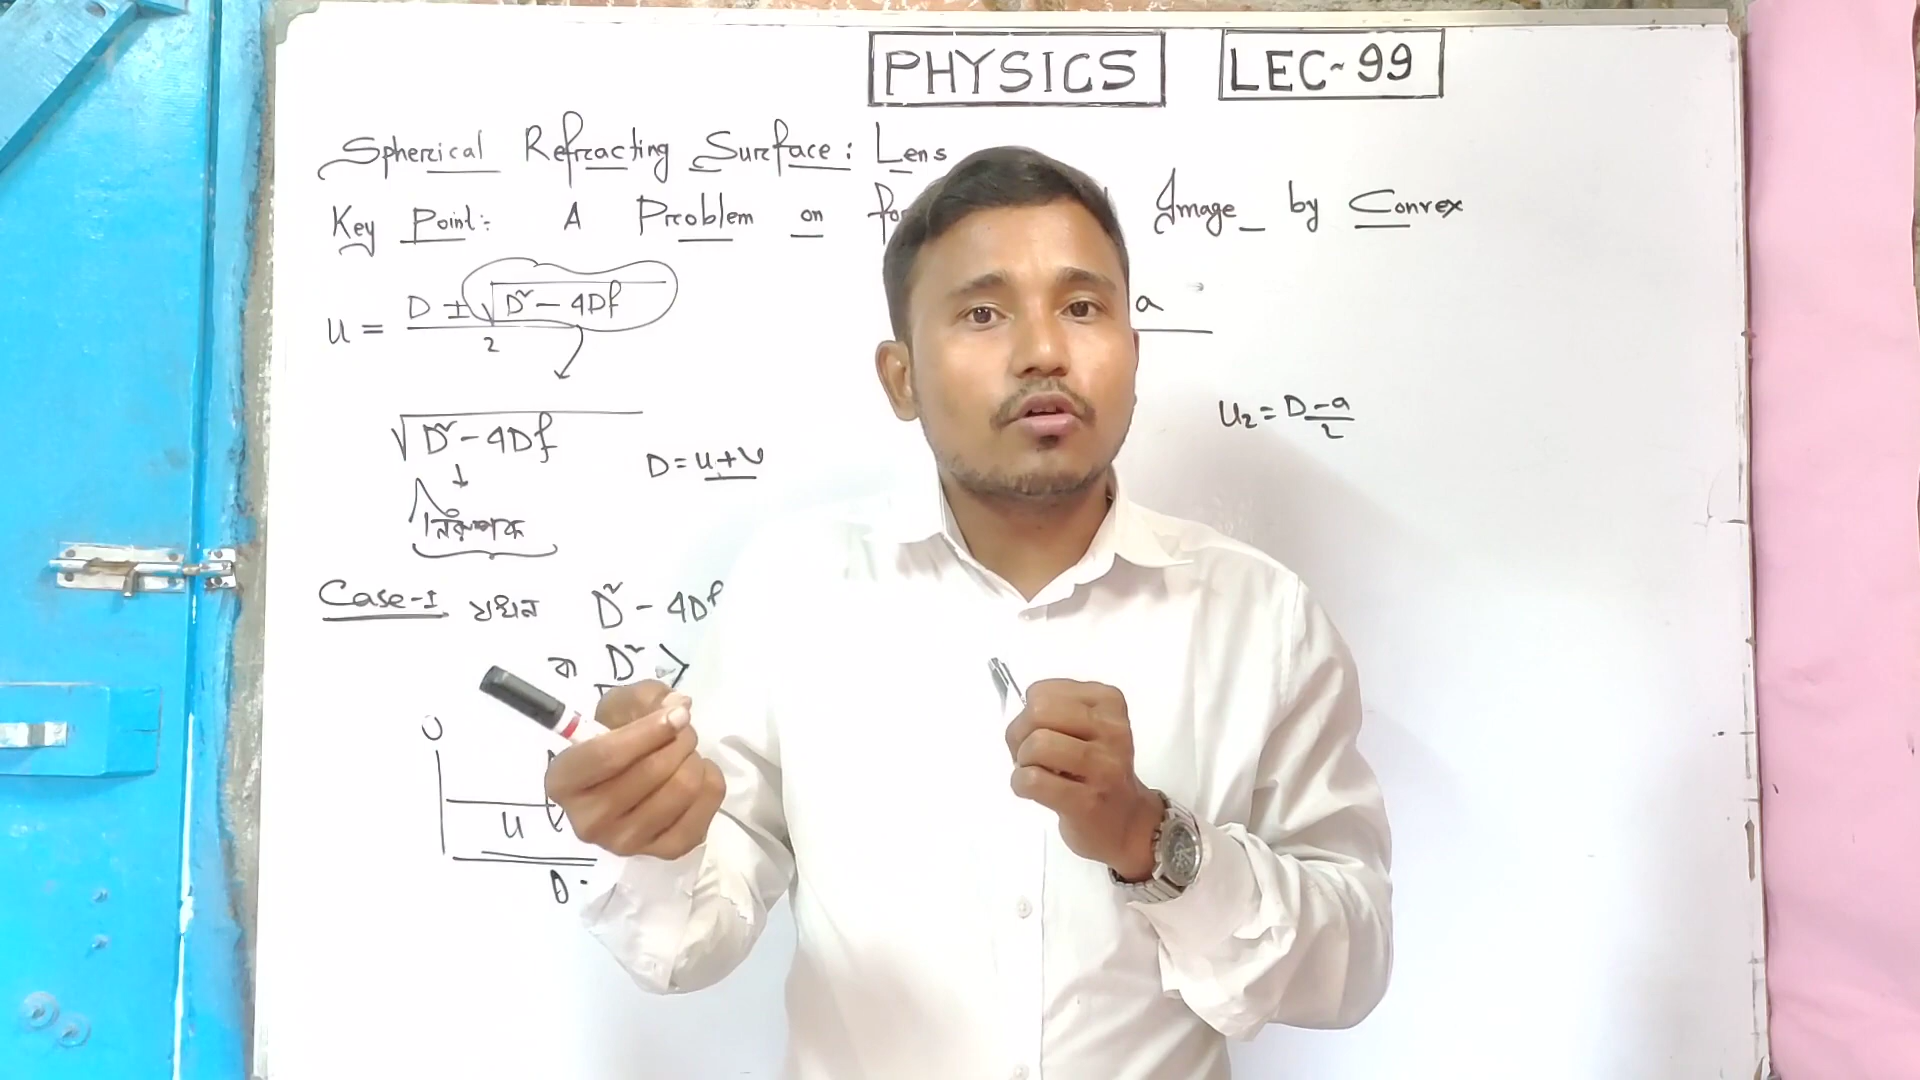 PHYSICS LEC-99
Spherical Refracting Surface: Lens
Key Point:- A Problem on Image by Convex
u = D ± √D² - 4Df / 2
a
u₂ = D - a / 2
√D² - 4Df
D = u + v
নিরূপক
Case-I যখন D² - 4Df
বা D² >
O
u
D